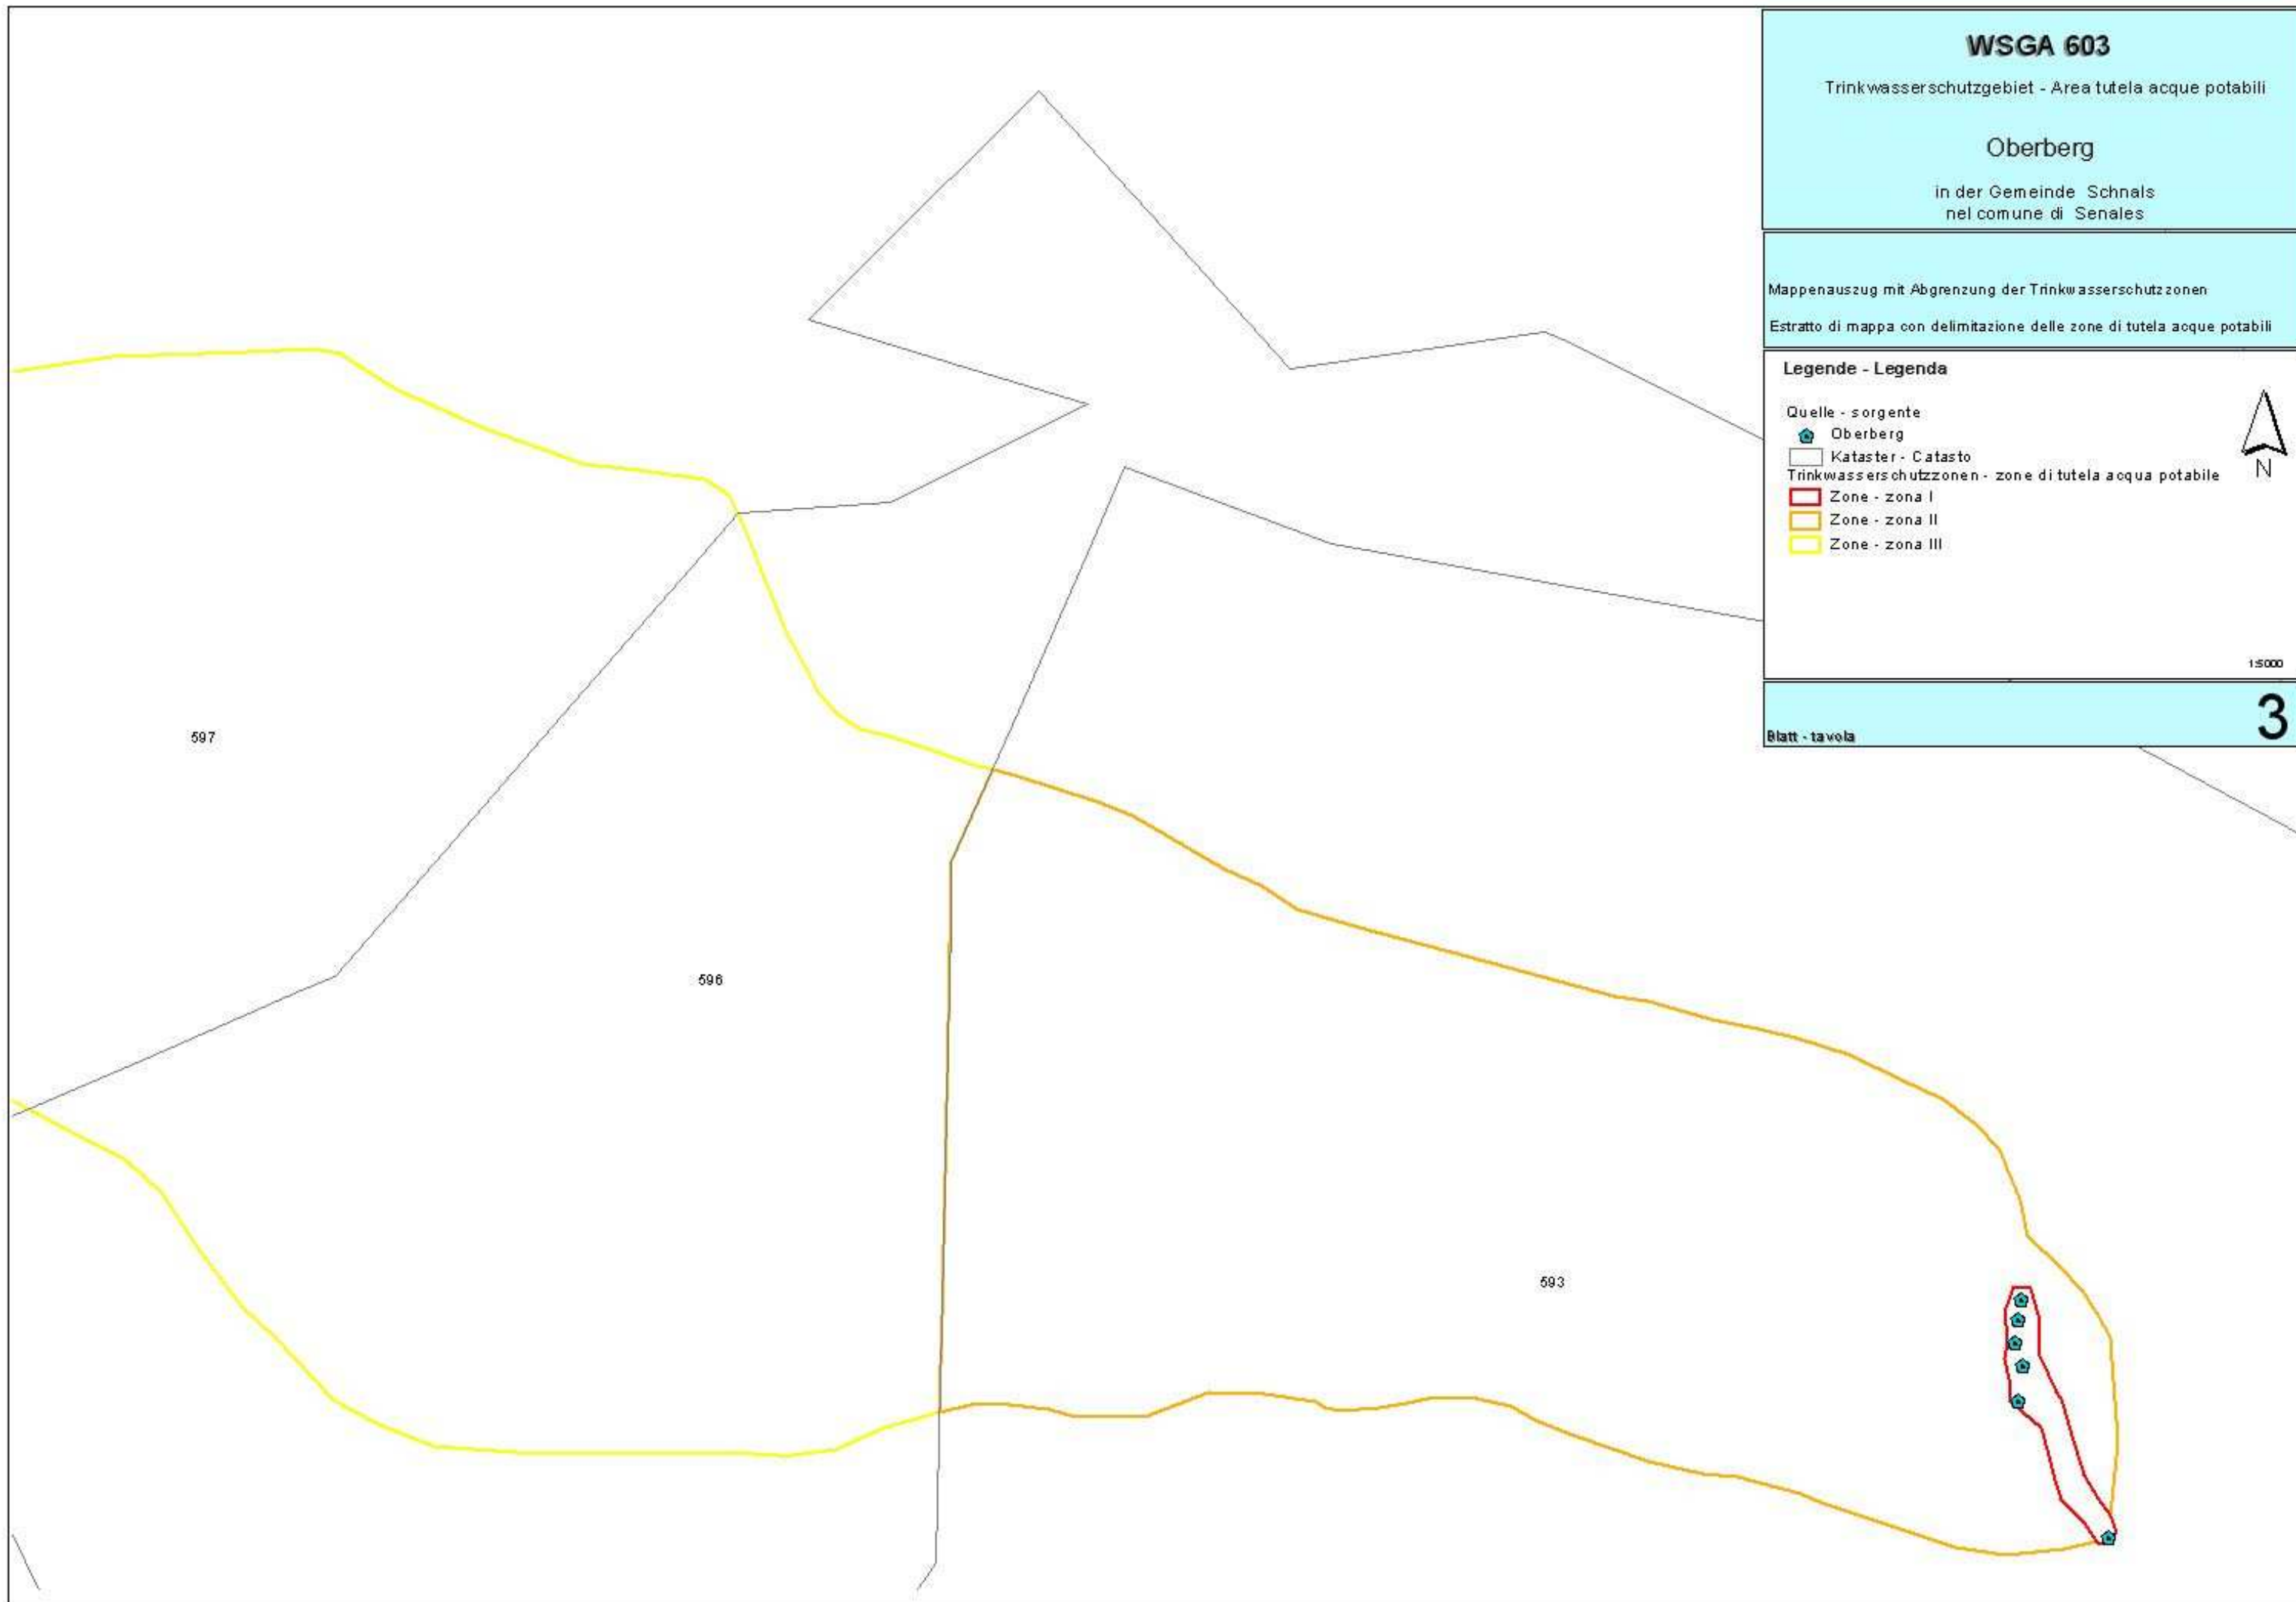 WSGA 603
Trinkwasserschutzgebiet - Area tutela acque potabili
Oberberg
in der Gemeinde Schnals
nel comune di Senales
Mappenauszug mit Abgrenzung der Trinkwasserschutzzonen
Estratto di mappa con delimitazione delle zone di tutela acque potabili
Legende - Legenda
Quelle - sorgente
Oberberg
Kataster - Catasto
Trinkwasserschutzzonen - zone di tutela acqua potabile
Zone - zona I
Zone - zona II
Zone - zona III
N
1:5000
3
Blatt - tavola
597
596
593